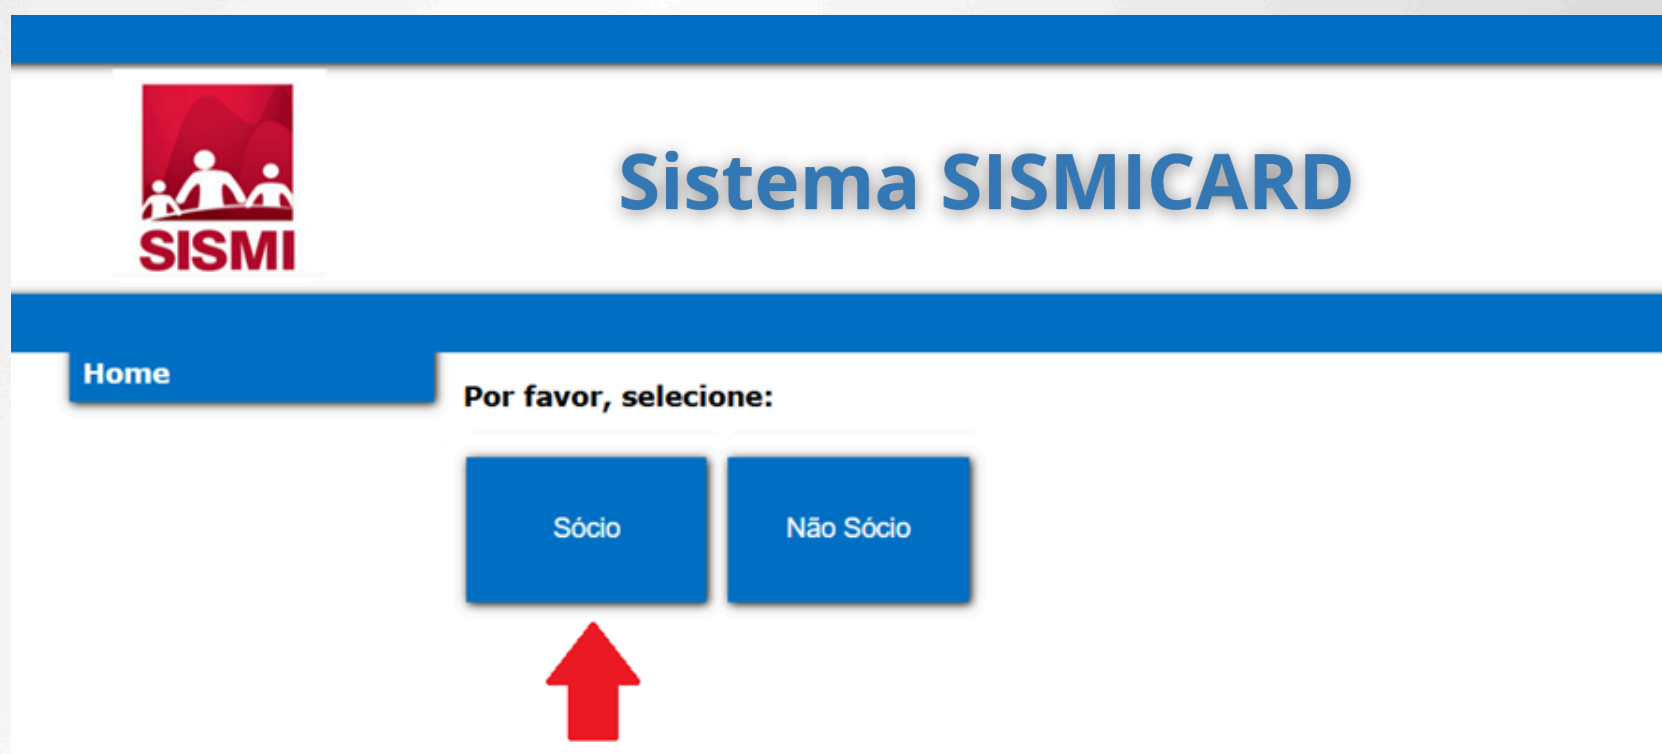 SISMI
Sistema SISMICARD
Home
Por favor, selecione:
Sócio
Não Sócio